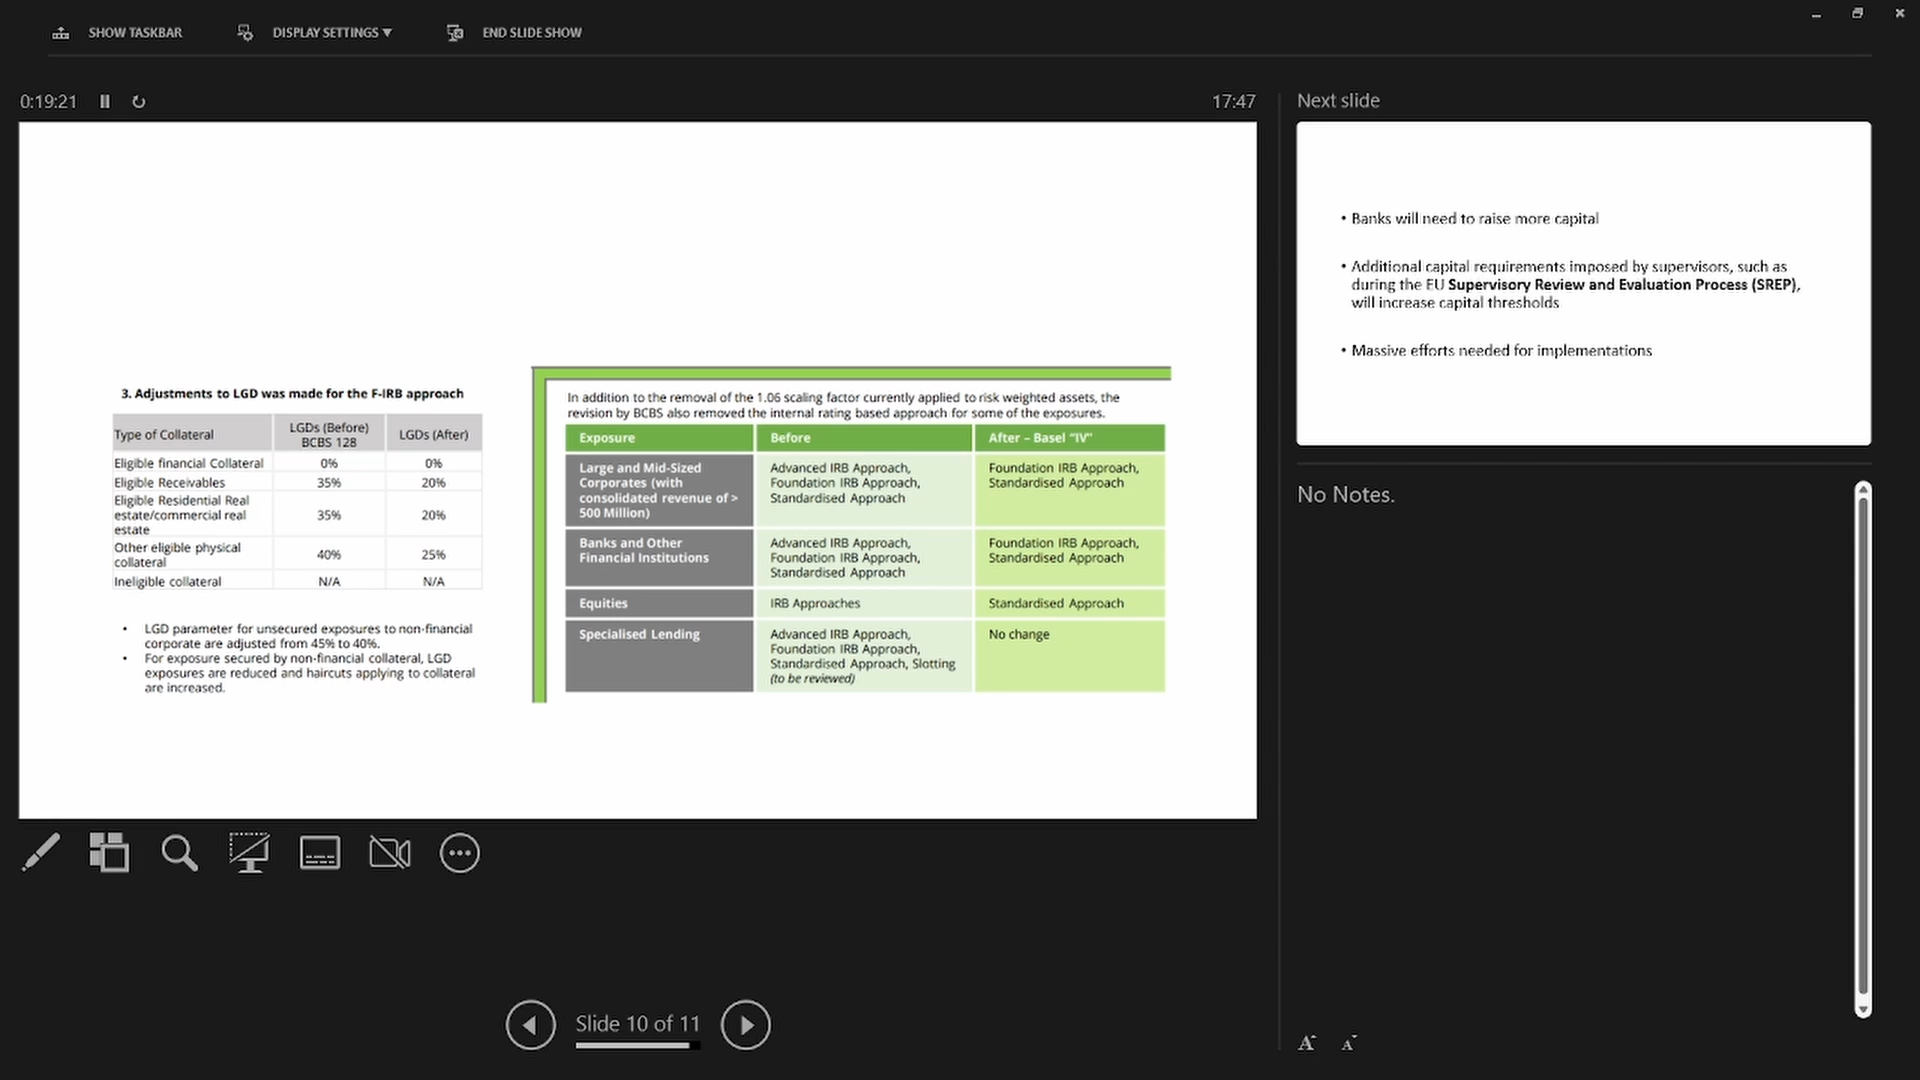 SHOW TASKBAR
DISPLAY SETTINGS ▼
END SLIDE SHOW
0:19:21
17:47
Next slide
3. Adjustments to LGD was made for the F-IRB approach
Type of Collateral
LGDs (Before)
BCBS 128
LGDs (After)
Eligible financial Collateral
0%
0%
Eligible Receivables
35%
20%
Eligible Residential Real
estate/commercial real
estate
35%
20%
Other eligible physical
collateral
40%
25%
Ineligible collateral
N/A
N/A
• LGD parameter for unsecured exposures to non-financial
corporate are adjusted from 45% to 40%.
• For exposure secured by non-financial collateral, LGD
exposures are reduced and haircuts applying to collateral
are increased.
In addition to the removal of the 1.06 scaling factor currently applied to risk weighted assets, the
revision by BCBS also removed the internal rating based approach for some of the exposures.
Exposure
Before
After – Basel "IV"
Large and Mid-Sized
Corporates (with
consolidated revenue of >
500 Million)
Advanced IRB Approach,
Foundation IRB Approach,
Standardised Approach
Foundation IRB Approach,
Standardised Approach
Banks and Other
Financial Institutions
Advanced IRB Approach,
Foundation IRB Approach,
Standardised Approach
Foundation IRB Approach,
Standardised Approach
Equities
IRB Approaches
Standardised Approach
Specialised Lending
Advanced IRB Approach,
Foundation IRB Approach,
Standardised Approach, Slotting
(to be reviewed)
No change
• Banks will need to raise more capital
• Additional capital requirements imposed by supervisors, such as
during the EU Supervisory Review and Evaluation Process (SREP),
will increase capital thresholds
• Massive efforts needed for implementations
No Notes.
Slide 10 of 11
A A